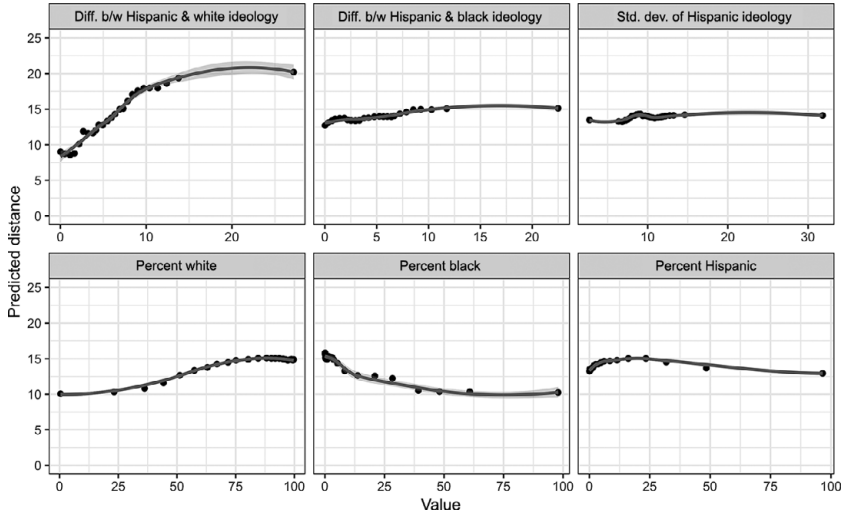 Diff. b/w Hispanic & white ideology
Diff. b/w Hispanic & black ideology
Std. dev. of Hispanic ideology
25
20
15
10
5
0
0 10 20
0 5 10 15 20
10 20 30
Predicted distance
Percent white
Percent black
Percent Hispanic
25
20
15
10
5
0
0 25 50 75 100
0 25 50 75 100
0 25 50 75 100
Value